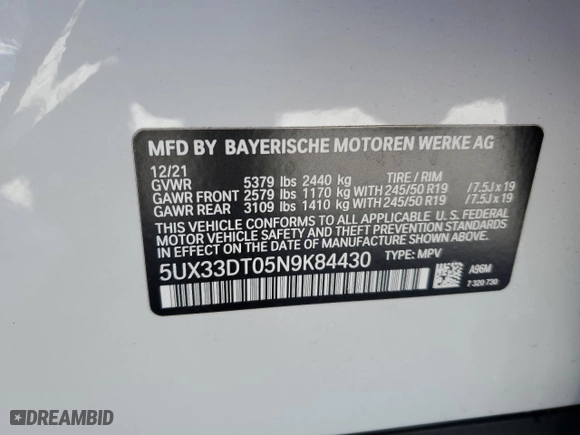 MFD BY BAYERISCHE MOTOREN WERKE AG
12/21
GVWR 5379 lbs 2440 kg TIRE / RIM
GAWR FRONT 2579 lbs 1170 kg WITH 245/50 R19 /7.5J x 19
GAWR REAR 3109 lbs 1410 kg WITH 245/50 R19 /7.5J x 19
THIS VEHICLE CONFORMS TO ALL APPLICABLE U. S. FEDERAL
MOTOR VEHICLE SAFETY AND THEFT PREVENTION STANDARDS
IN EFFECT ON THE DATE OF MANUFACTURE SHOWN ABOVE.
5UX33DT05N9K84430 TYPE: MPV
A96M
7 320 730
DREAMBID